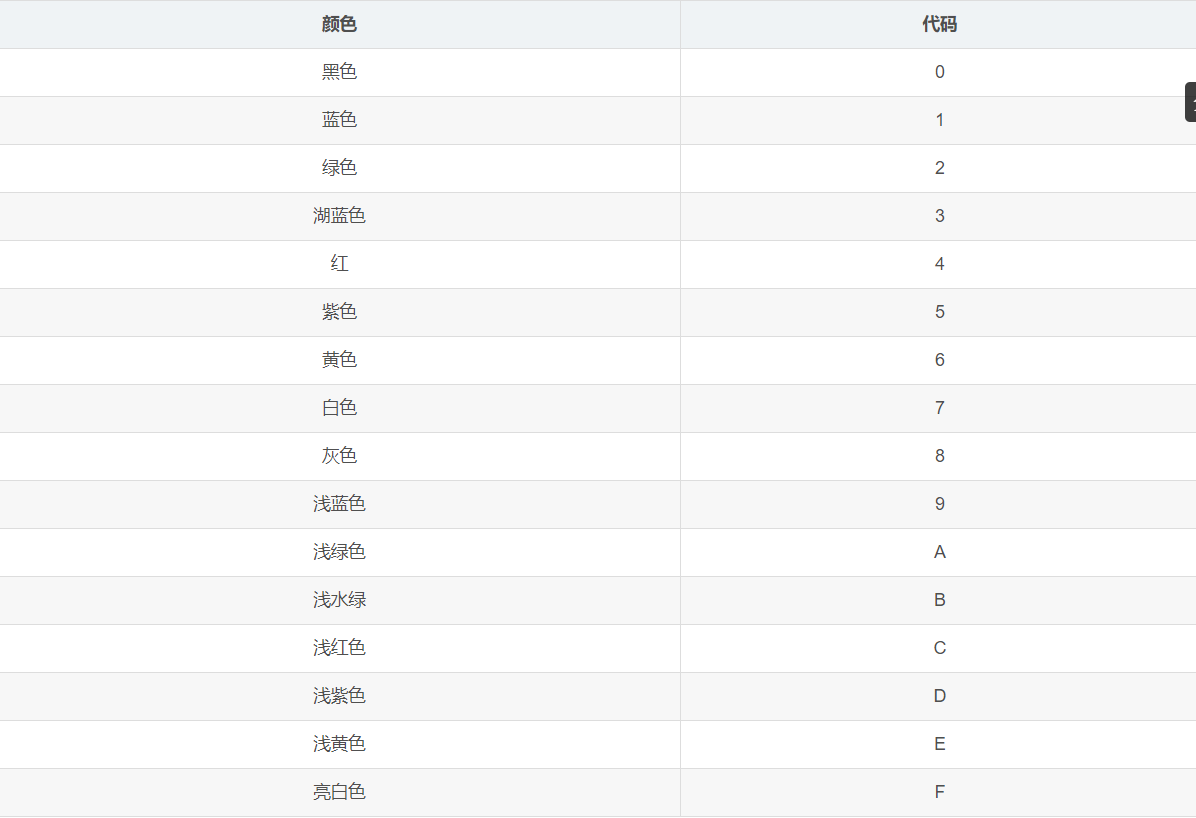 颜色 代码
黑色 0
蓝色 1
绿色 2
湖蓝色 3
红 4
紫色 5
黄色 6
白色 7
灰色 8
浅蓝色 9
浅绿色 A
浅水绿 B
浅红色 C
浅紫色 D
浅黄色 E
亮白色 F